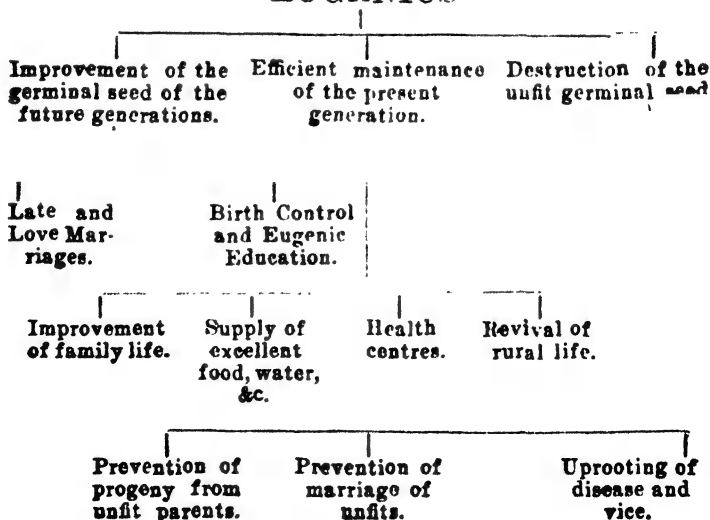 Improvement of the
germinal seed of the
future generations.
Efficient maintenance
of the present
generation.
Destruction of the
unfit germinal seed
Late and
Love Mar-
riages.
Birth Control
and Eugenic
Education.
Improvement
of family life.
Supply of
excellent
food, water,
&c.
Health
centres.
Revival of
rural life.
Prevention of
progeny from
unfit parents.
Prevention of
marriage of
unfits.
Uprooting of
disease and
vice.